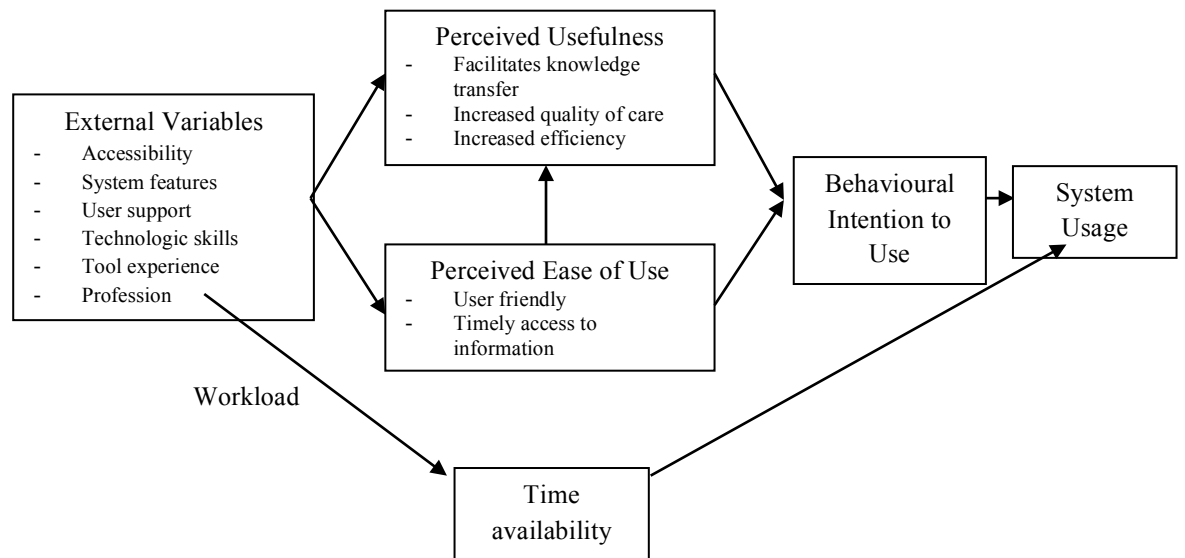 External Variables
- Accessibility
- System features
- User support
- Technologic skills
- Tool experience
- Profession
Perceived Usefulness
- Facilitates knowledge
transfer
- Increased quality of care
- Increased efficiency
Perceived Ease of Use
- User friendly
- Timely access to
information
Behavioural
Intention to
Use
System
Usage
Workload
Time
availability